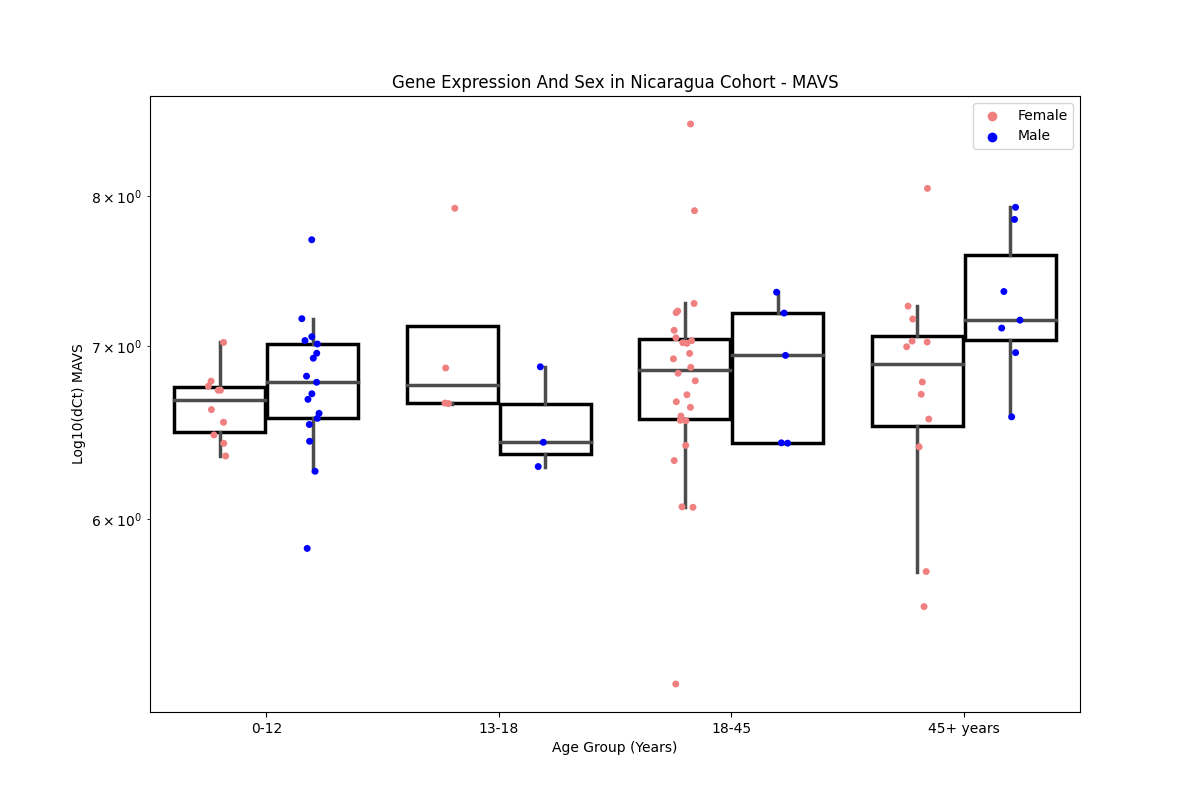 Gene Expression And Sex in Nicaragua Cohort - MAVS
Female
Male
Log10(dCt) MAVS
8 × 10⁰
7 × 10⁰
6 × 10⁰
0-12
13-18
18-45
45+ years
Age Group (Years)